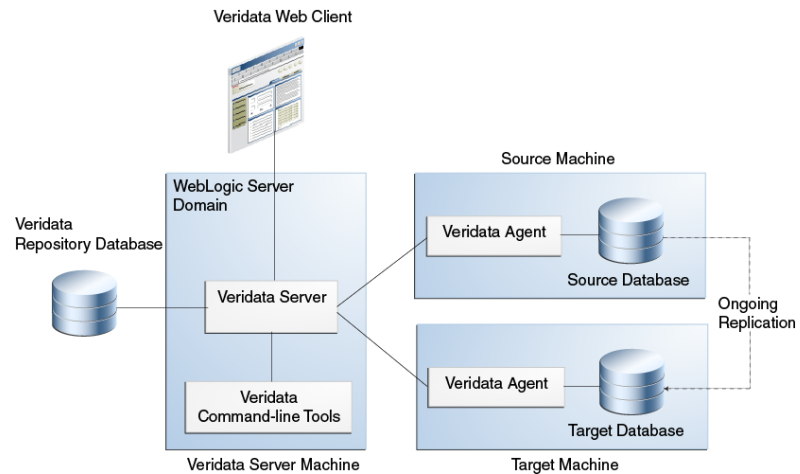 Veridata Web Client
WebLogic Server
Domain
Source Machine
Veridata
Repository Database
Veridata Agent
Source Database
Veridata Server
Ongoing
Replication
Veridata Agent
Veridata
Command-line Tools
Target Database
Veridata Server Machine
Target Machine